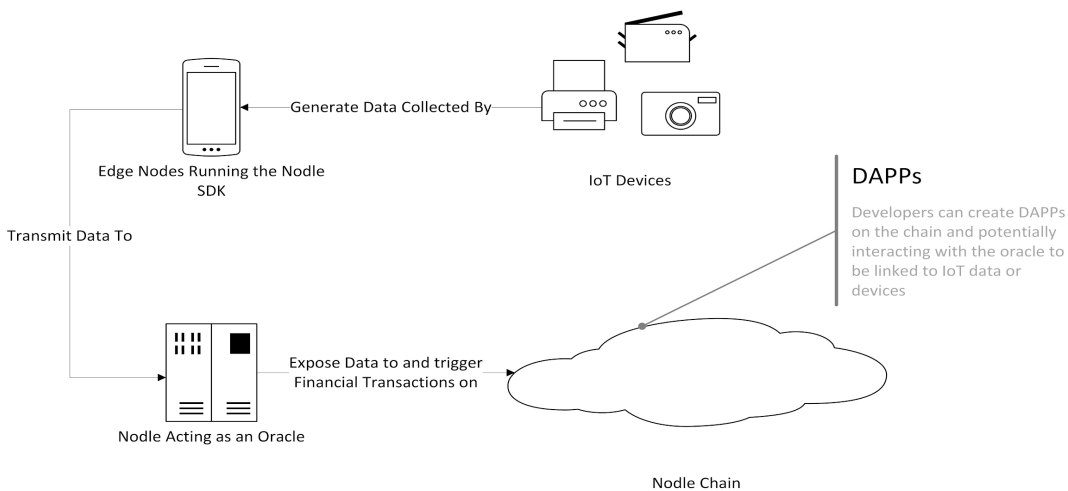 Generate Data Collected By
Edge Nodes Running the Nodle
SDK
IoT Devices
DAPPs
Developers can create DAPPs
on the chain and potentially
interacting with the oracle to
be linked to IoT data or
devices
Transmit Data To
Expose Data to and trigger
Financial Transactions on
Nodle Acting as an Oracle
Nodle Chain